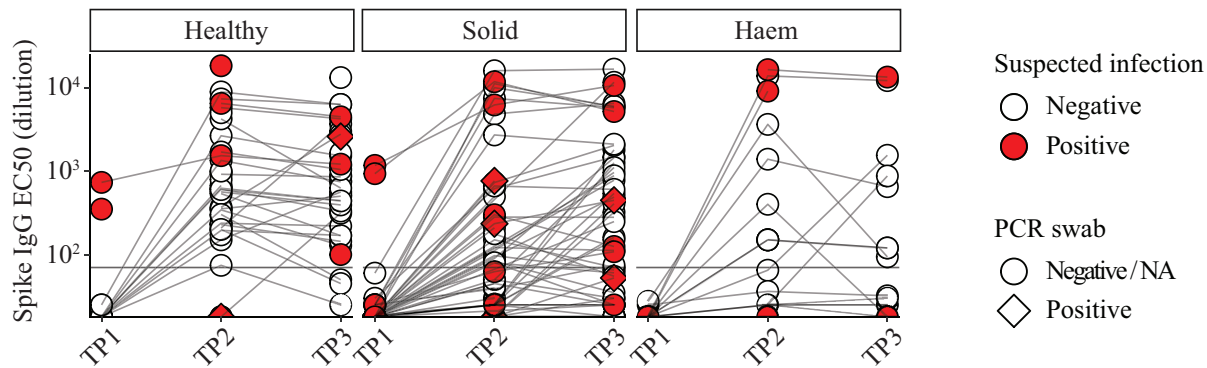 Healthy
Solid
Haem
Spike IgG EC50 (dilution)
10⁴
10³
10²
TP1
TP2
TP3
TP1
TP2
TP3
TP1
TP2
TP3
Suspected infection
Negative
Positive
PCR swab
Negative / NA
Positive